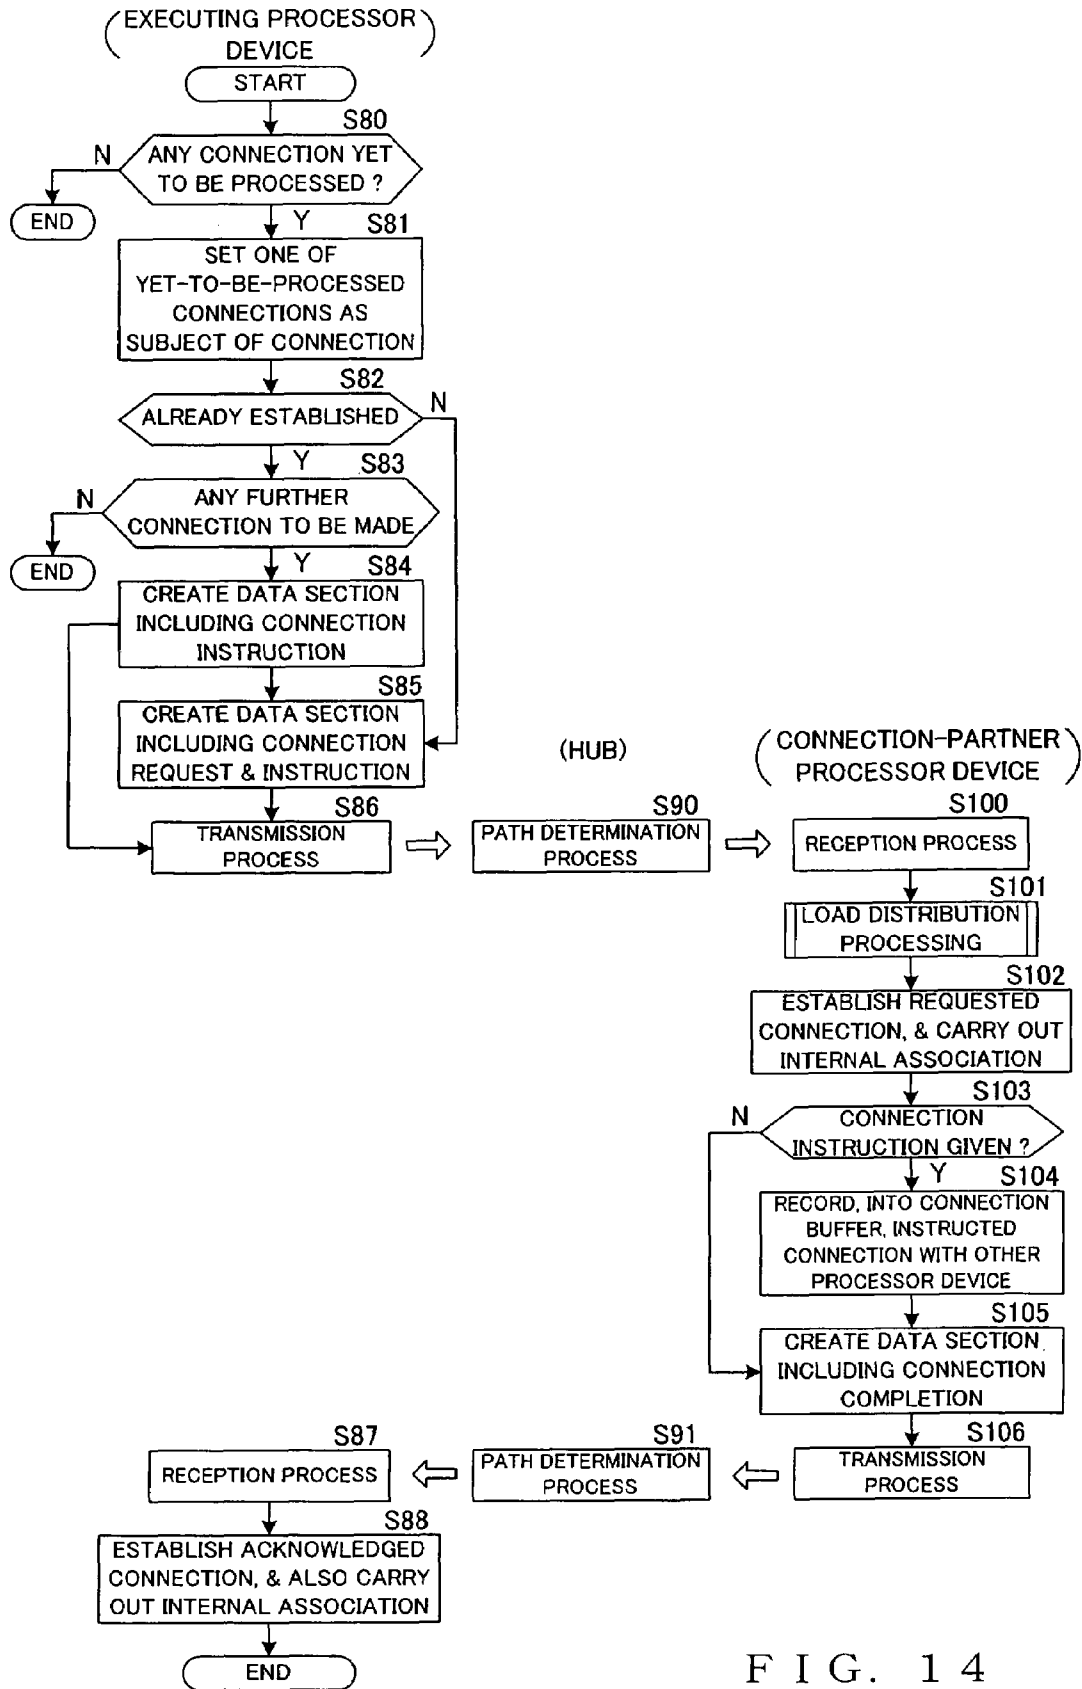 (EXECUTING PROCESSOR
DEVICE)
START
S80
ANY CONNECTION YET
TO BE PROCESSED ?
N
END
Y
S81
SET ONE OF
YET-TO-BE-PROCESSED
CONNECTIONS AS
SUBJECT OF CONNECTION
S82
ALREADY ESTABLISHED
N
Y
S83
ANY FURTHER
CONNECTION TO BE MADE
N
END
Y
S84
CREATE DATA SECTION
INCLUDING CONNECTION
INSTRUCTION
S85
CREATE DATA SECTION
INCLUDING CONNECTION
REQUEST & INSTRUCTION
S86
TRANSMISSION
PROCESS
(HUB)
S90
PATH DETERMINATION
PROCESS
(CONNECTION-PARTNER
PROCESSOR DEVICE)
S100
RECEPTION PROCESS
S101
LOAD DISTRIBUTION
PROCESSING
S102
ESTABLISH REQUESTED
CONNECTION, & CARRY OUT
INTERNAL ASSOCIATION
S103
CONNECTION
INSTRUCTION GIVEN ?
N
Y
S104
RECORD, INTO CONNECTION
BUFFER, INSTRUCTED
CONNECTION WITH OTHER
PROCESSOR DEVICE
S105
CREATE DATA SECTION
INCLUDING CONNECTION
COMPLETION
S106
TRANSMISSION
PROCESS
S91
PATH DETERMINATION
PROCESS
S87
RECEPTION PROCESS
S88
ESTABLISH ACKNOWLEDGED
CONNECTION, & ALSO CARRY
OUT INTERNAL ASSOCIATION
END
FIG. 14